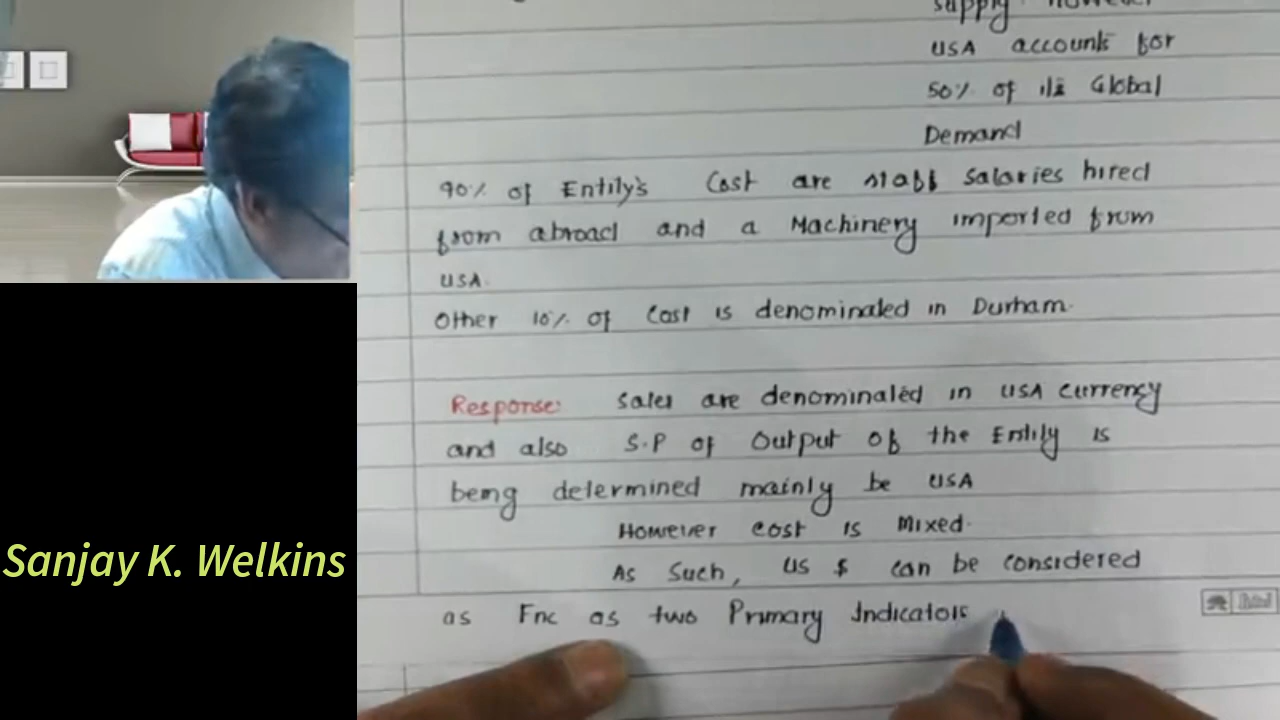 supply However
USA accounts for
50% of its Global
Demand
90% of Entity's Cost are staff salaries hired
from abroad and a Machinery imported from
USA.
Other 10% of Cost is denominated in Durham.
Response: Sales are denominated in USA Currency
and also S.P of Output of the Entity is
being determined mainly be USA
However cost is Mixed.
As Such, US $ can be considered
as Fnc as two Primary Indicators
Sanjay K. Welkins